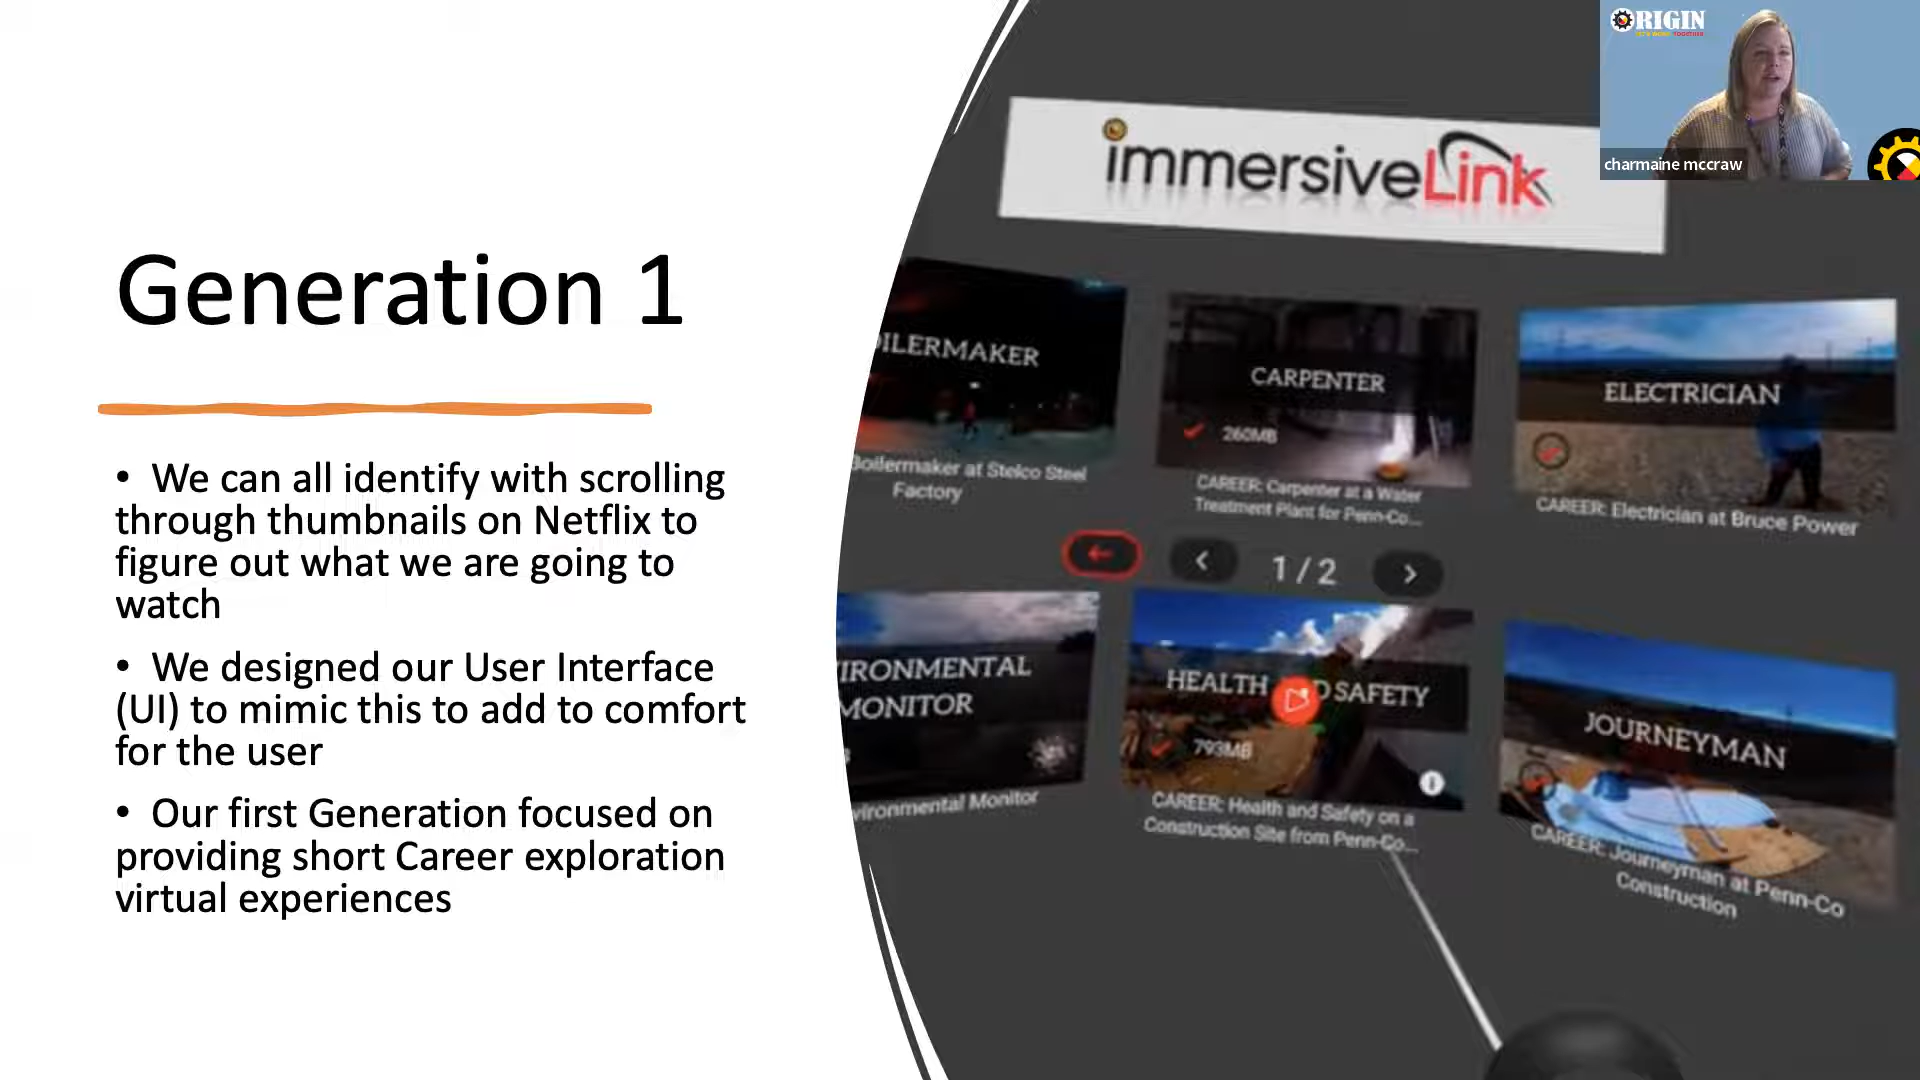 Generation 1
• We can all identify with scrolling
through thumbnails on Netflix to
figure out what we are going to
watch
• We designed our User Interface
(UI) to mimic this to add to comfort
for the user
• Our first Generation focused on
providing short Career exploration
virtual experiences
immersiveLink
OILERMAKER
Boilermaker at Stelco Steel
Factory
CARPENTER
260MB
CAREER: Carpenter at a Water
Treatment Plant for Penn-Co...
ELECTRICIAN
CAREER: Electrician at Bruce Power
1 / 2
IRONMENTAL
MONITOR
vironmental Monitor
HEALTH D SAFETY
793MB
CAREER: Health and Safety on a
Construction Site from Penn-Co...
JOURNEYMAN
CAREER: Journeyman at Penn-Co
Construction
ORIGIN
charmaine mccraw